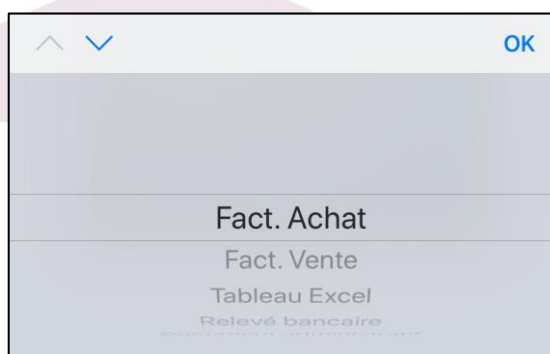 OK
Fact. Achat
Fact. Vente
Tableau Excel
Relevé bancaire